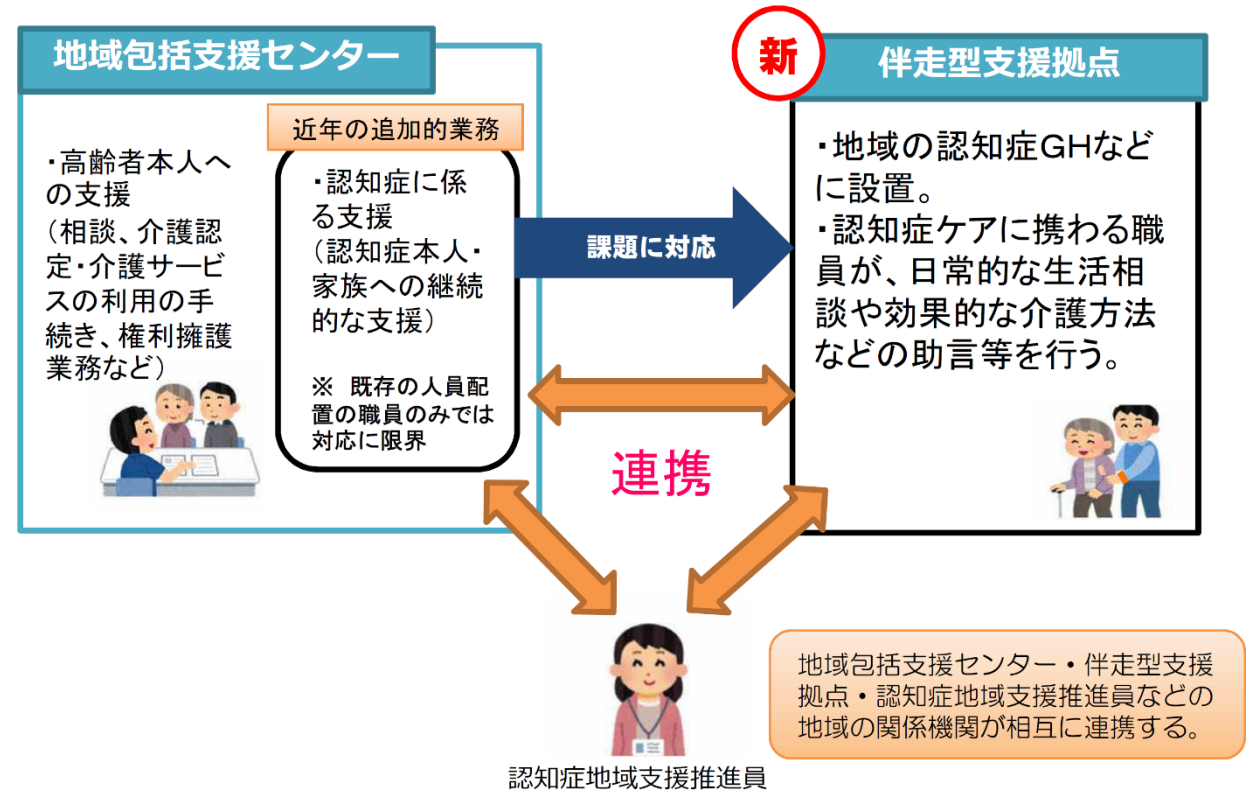 地域包括支援センター
・高齢者本人へ
の支援
（相談、介護認
定・介護サービ
スの利用の手
続き、権利擁護
業務など）
近年の追加的業務
・認知症に係
る支援
（認知症本人・
家族への継続
的な支援）
※　既存の人員配
置の職員のみでは
対応に限界
課題に対応
新
伴走型支援拠点
・地域の認知症ＧＨなど
に設置。
・認知症ケアに携わる職
員が、日常的な生活相
談や効果的な介護方法
などの助言等を行う。
連携
認知症地域支援推進員
地域包括支援センター・伴走型支援
拠点・認知症地域支援推進員などの
地域の関係機関が相互に連携する。